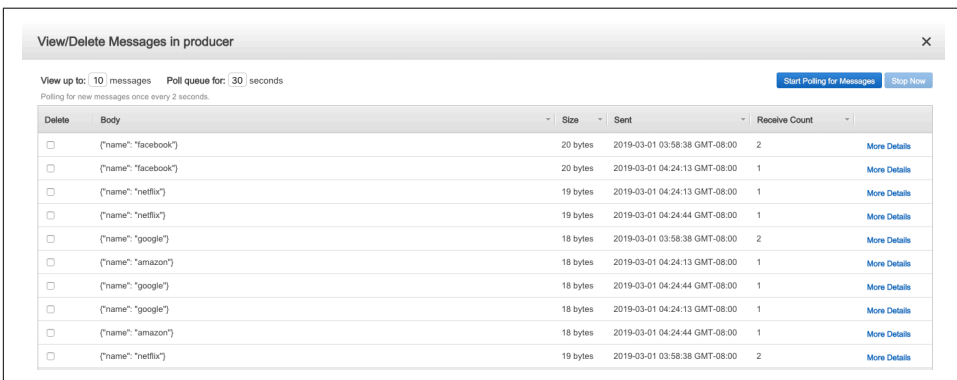 View/Delete Messages in producer ×
View up to: 10 messages Poll queue for: 30 seconds Start Polling for Messages Stop Now
Polling for new messages once every 2 seconds.
Delete Body Size Sent Receive Count
{"name": "facebook"} 20 bytes 2019-03-01 03:58:38 GMT-08:00 2 More Details
{"name": "facebook"} 20 bytes 2019-03-01 04:24:13 GMT-08:00 1 More Details
{"name": "netflix"} 19 bytes 2019-03-01 04:24:13 GMT-08:00 1 More Details
{"name": "netflix"} 19 bytes 2019-03-01 04:24:44 GMT-08:00 1 More Details
{"name": "google"} 18 bytes 2019-03-01 03:58:38 GMT-08:00 2 More Details
{"name": "amazon"} 18 bytes 2019-03-01 04:24:13 GMT-08:00 1 More Details
{"name": "google"} 18 bytes 2019-03-01 04:24:44 GMT-08:00 1 More Details
{"name": "google"} 18 bytes 2019-03-01 04:24:13 GMT-08:00 1 More Details
{"name": "amazon"} 18 bytes 2019-03-01 04:24:44 GMT-08:00 1 More Details
{"name": "netflix"} 19 bytes 2019-03-01 03:58:38 GMT-08:00 2 More Details